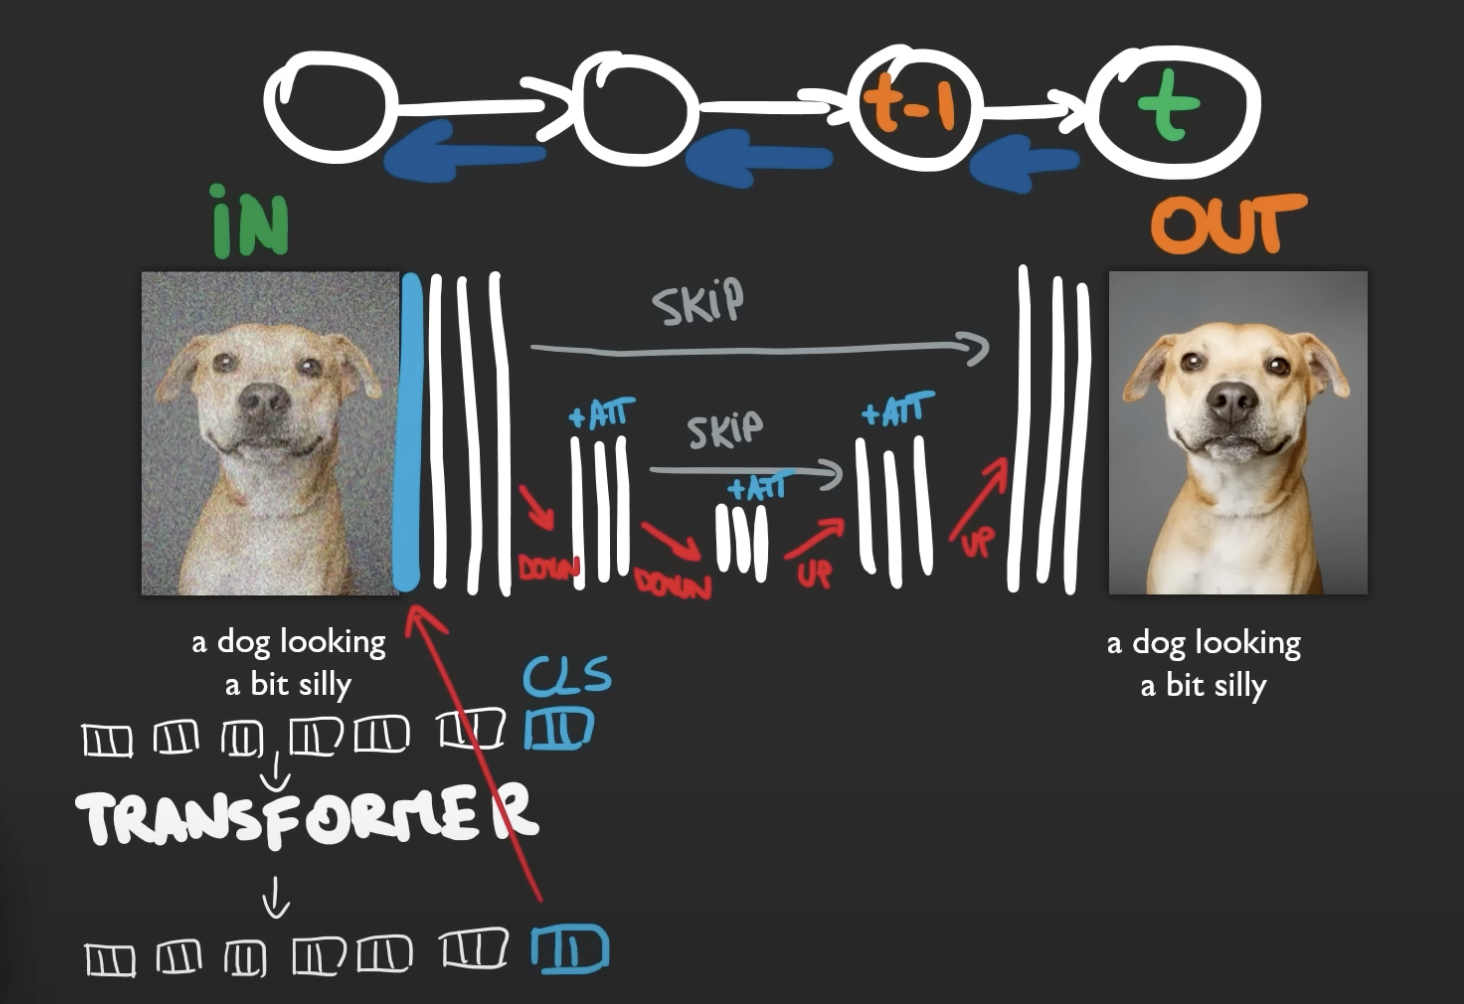 t-1
t
iN
OUT
SKiP
+ATT
SKiP
+ATT
+ATT
DOWN
DOWN
UP
UP
a dog looking
a bit silly
a dog looking
a bit silly
CLS
TRANSFORMER